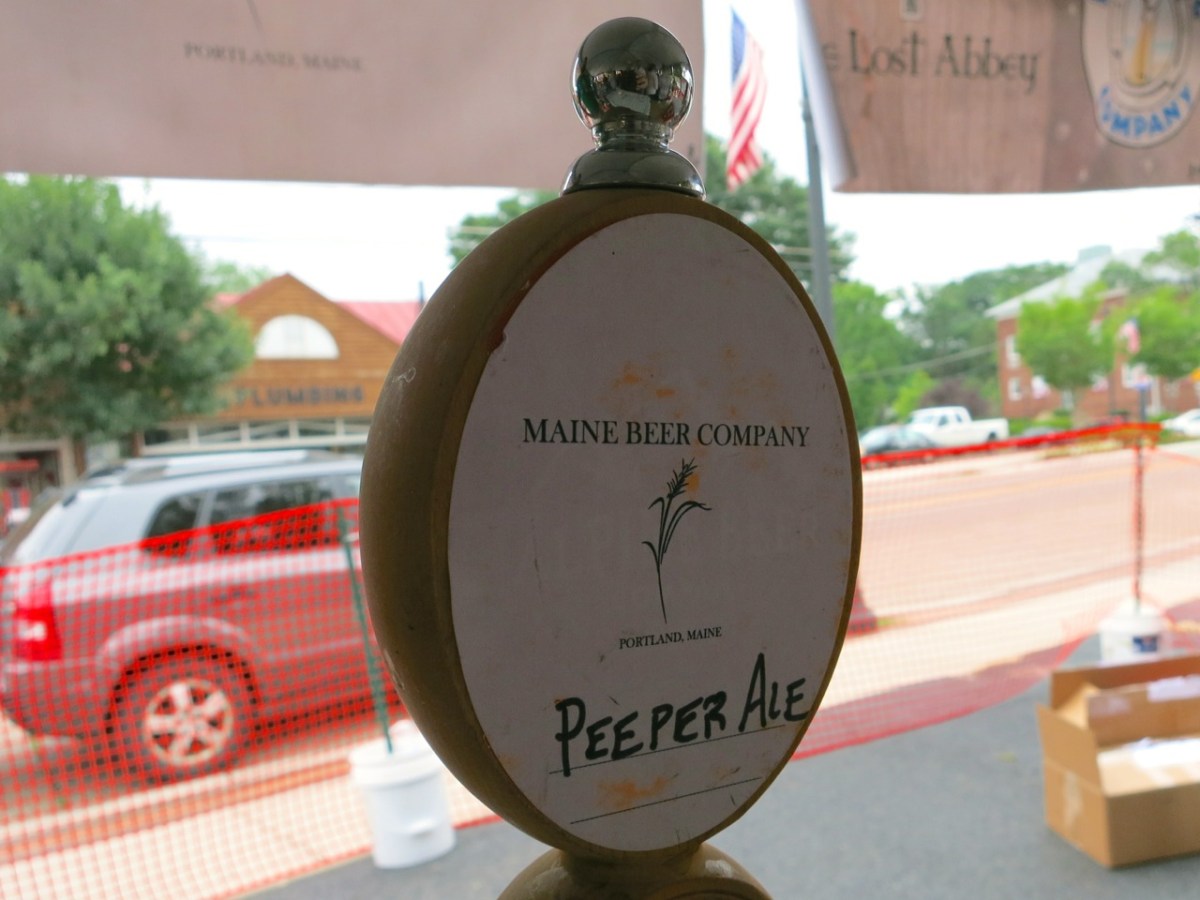 PORTLAND, MAINE
Lost Abbey
COMPANY
PLUMBING
MAINE BEER COMPANY
PORTLAND, MAINE
PEEPER ALE